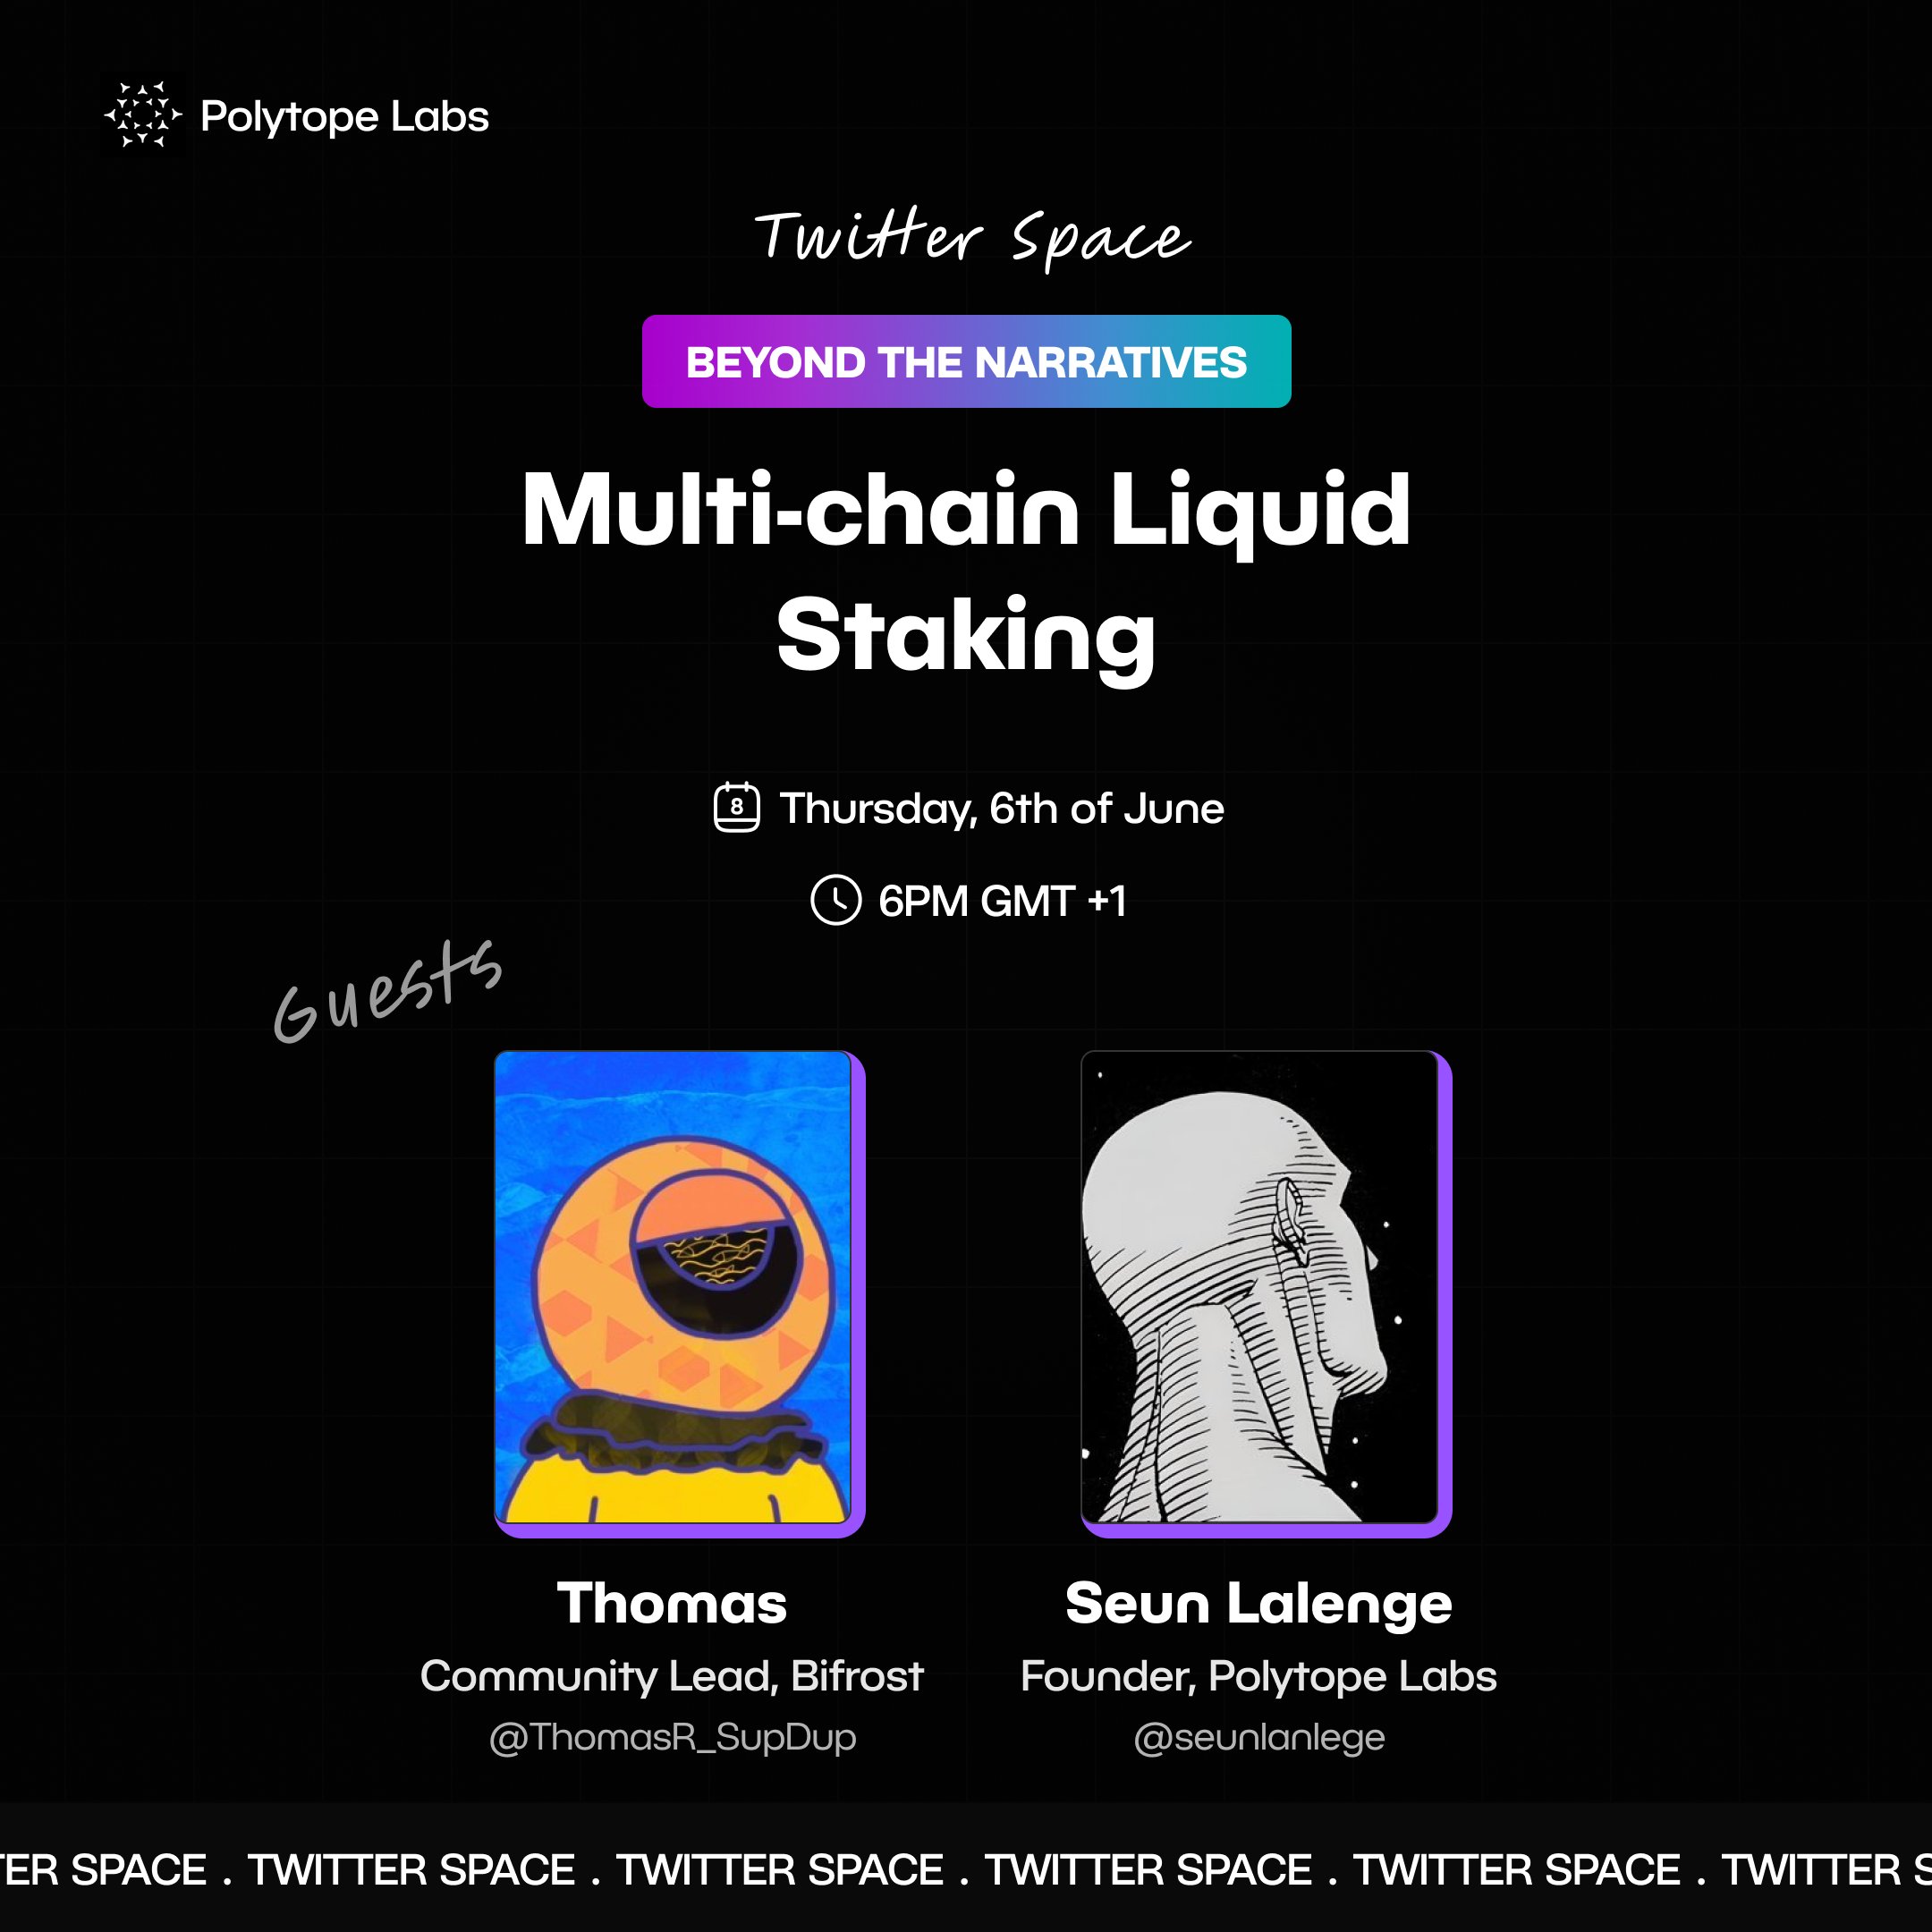 Polytope Labs
Twitter Space
BEYOND THE NARRATIVES
Multi-chain Liquid
Staking
8 Thursday, 6th of June
6PM GMT +1
Guests
Thomas
Community Lead, Bifrost
@ThomasR_SupDup
Seun Lalenge
Founder, Polytope Labs
@seunlanlege
TER SPACE . TWITTER SPACE . TWITTER SPACE . TWITTER SPACE . TWITTER SPACE . TWITTER S